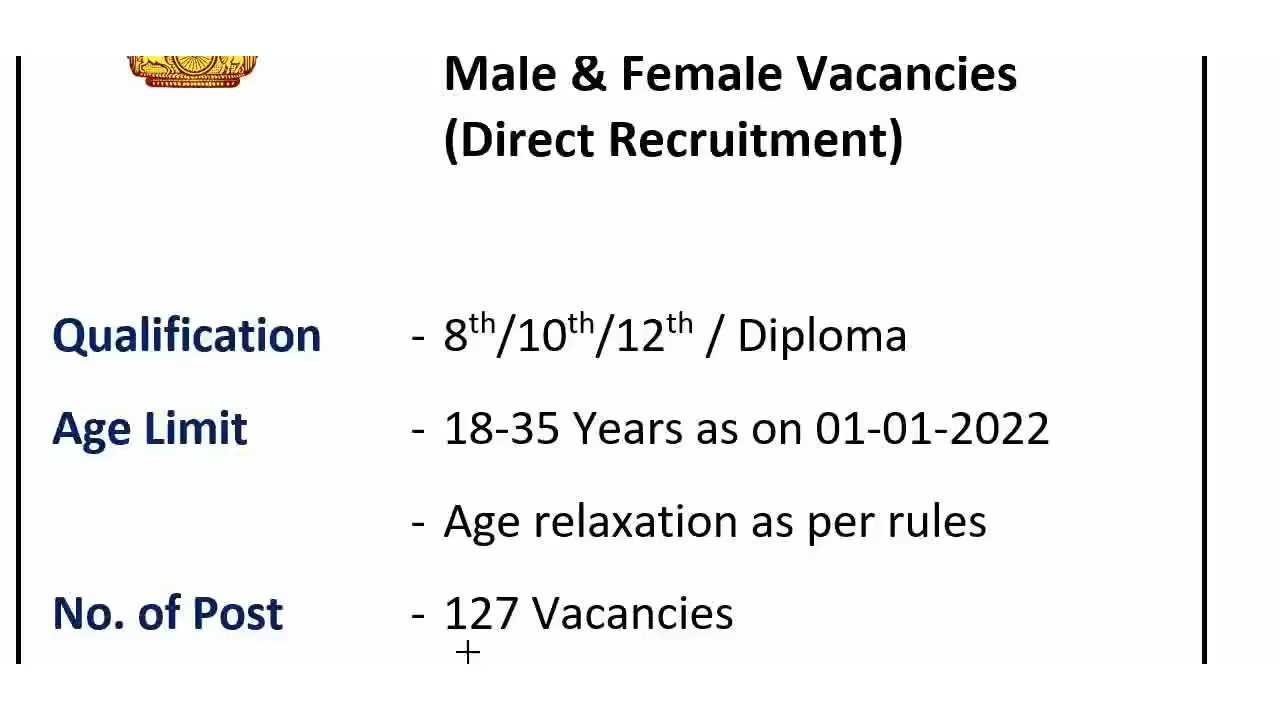 Male & Female Vacancies
(Direct Recruitment)
Qualification - 8th/10th/12th / Diploma
Age Limit - 18-35 Years as on 01-01-2022
- Age relaxation as per rules
No. of Post - 127 Vacancies